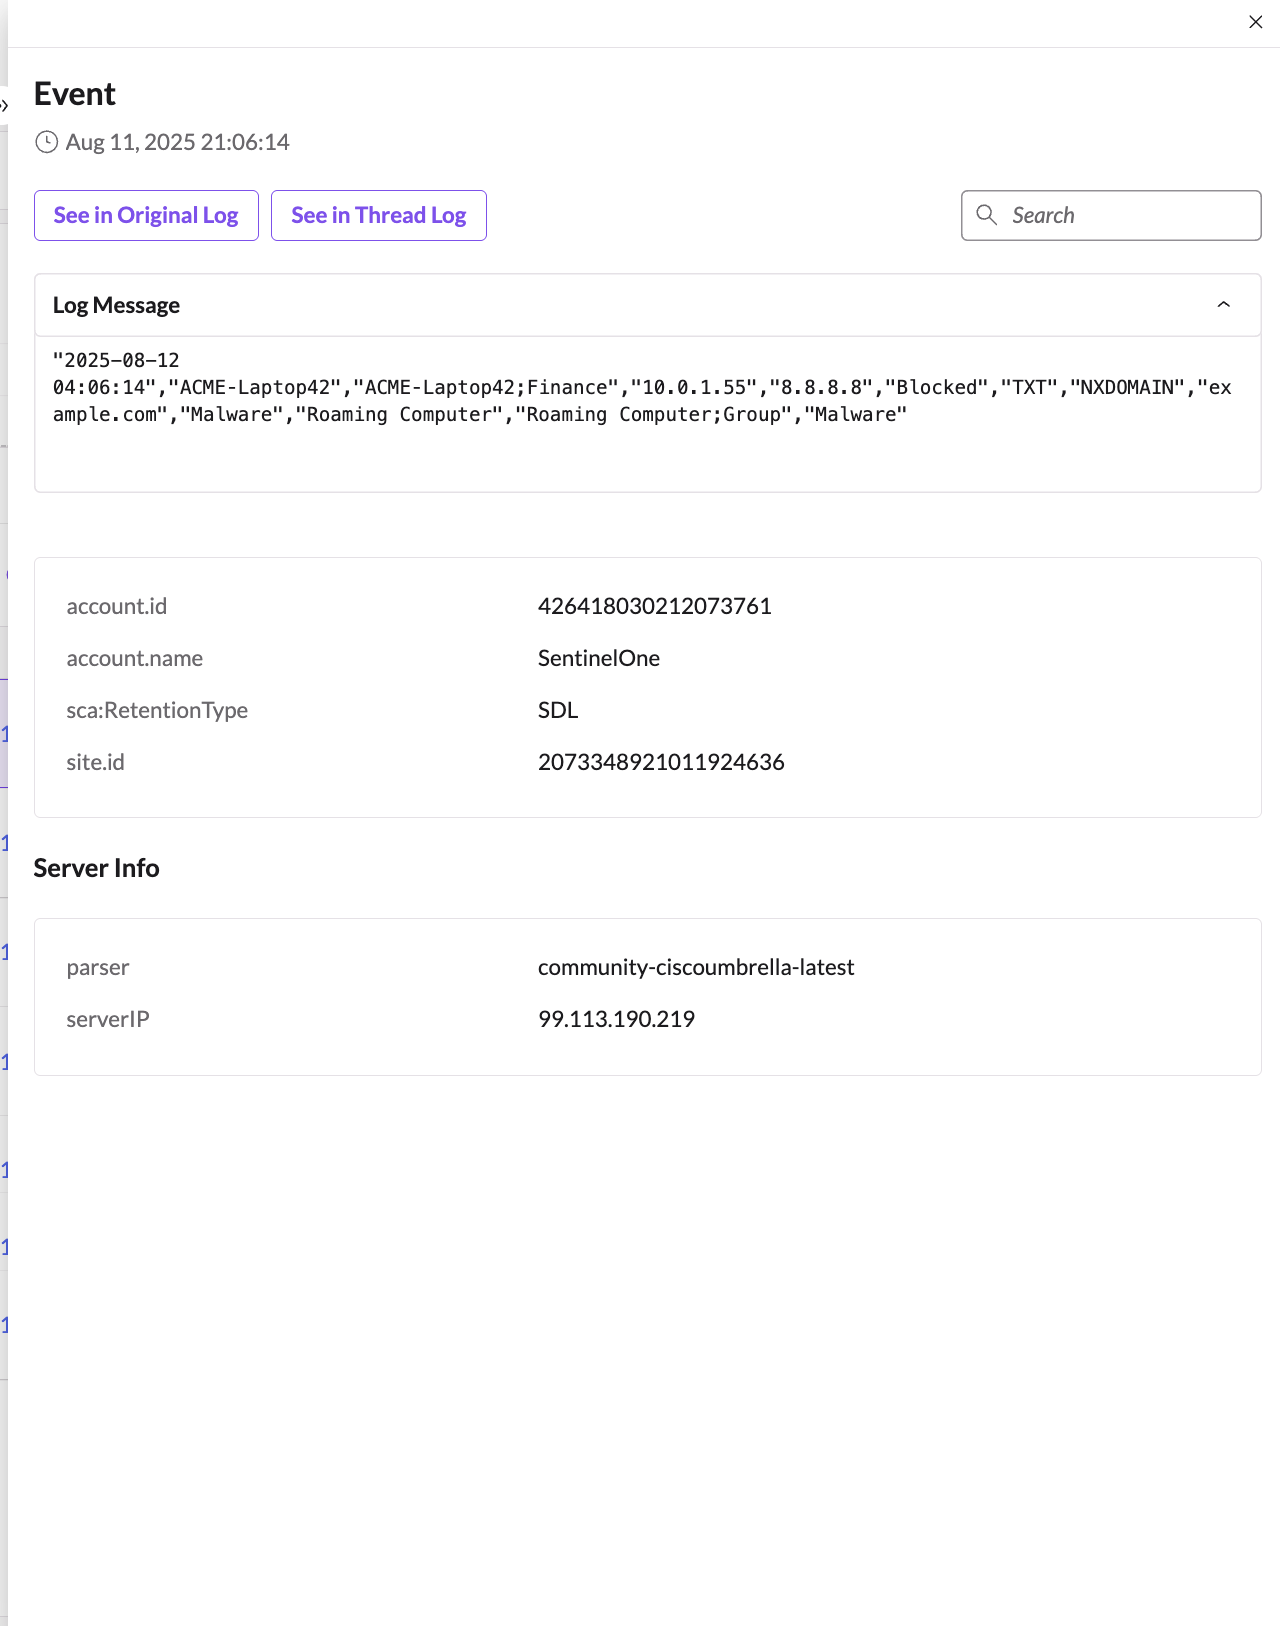 Event
Aug 11, 2025 21:06:14
See in Original Log
See in Thread Log
Search
Log Message
"2025-08-12
04:06:14","ACME-Laptop42","ACME-Laptop42;Finance","10.0.1.55","8.8.8.8","Blocked","TXT","NXDOMAIN","ex
ample.com","Malware","Roaming Computer","Roaming Computer;Group","Malware"
account.id 426418030212073761
account.name SentinelOne
sca:RetentionType SDL
site.id 2073348921011924636
Server Info
parser community-ciscoumbrella-latest
serverIP 99.113.190.219